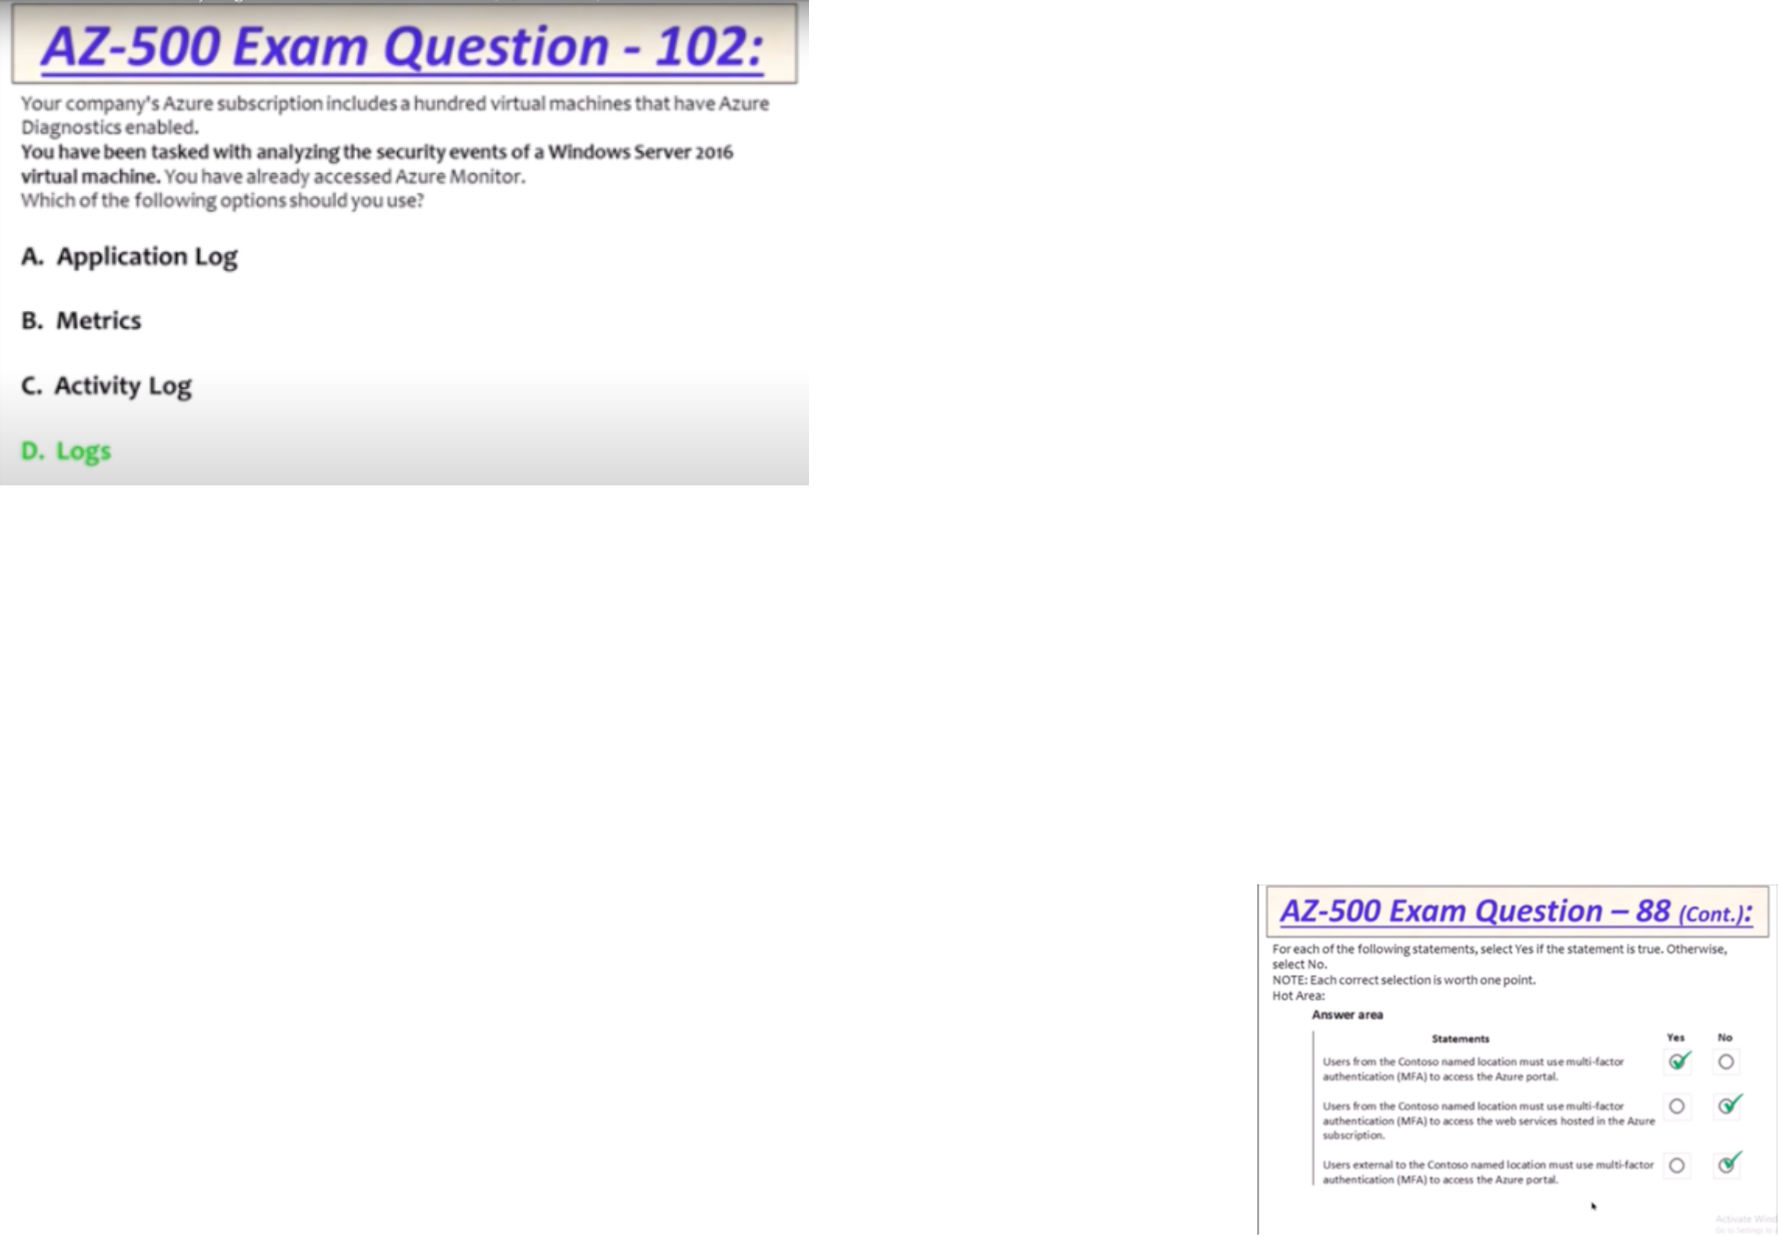 AZ-500 Exam Question - 102:
Your company's Azure subscription includes a hundred virtual machines that have Azure
Diagnostics enabled.
You have been tasked with analyzing the security events of a Windows Server 2016
virtual machine. You have already accessed Azure Monitor.
Which of the following options should you use?
A. Application Log
B. Metrics
C. Activity Log
D. Logs
AZ-500 Exam Question – 88 (Cont.):
For each of the following statements, select Yes if the statement is true. Otherwise,
select No.
NOTE: Each correct selection is worth one point.
Hot Area:
Answer area
Statements Yes No
Users from the Contoso named location must use multi-factor
authentication (MFA) to access the Azure portal.
Users from the Contoso named location must use multi-factor
authentication (MFA) to access the web services hosted in the Azure
subscription.
Users external to the Contoso named location must use multi-factor
authentication (MFA) to access the Azure portal.
Activate Wind
Go to Settings to